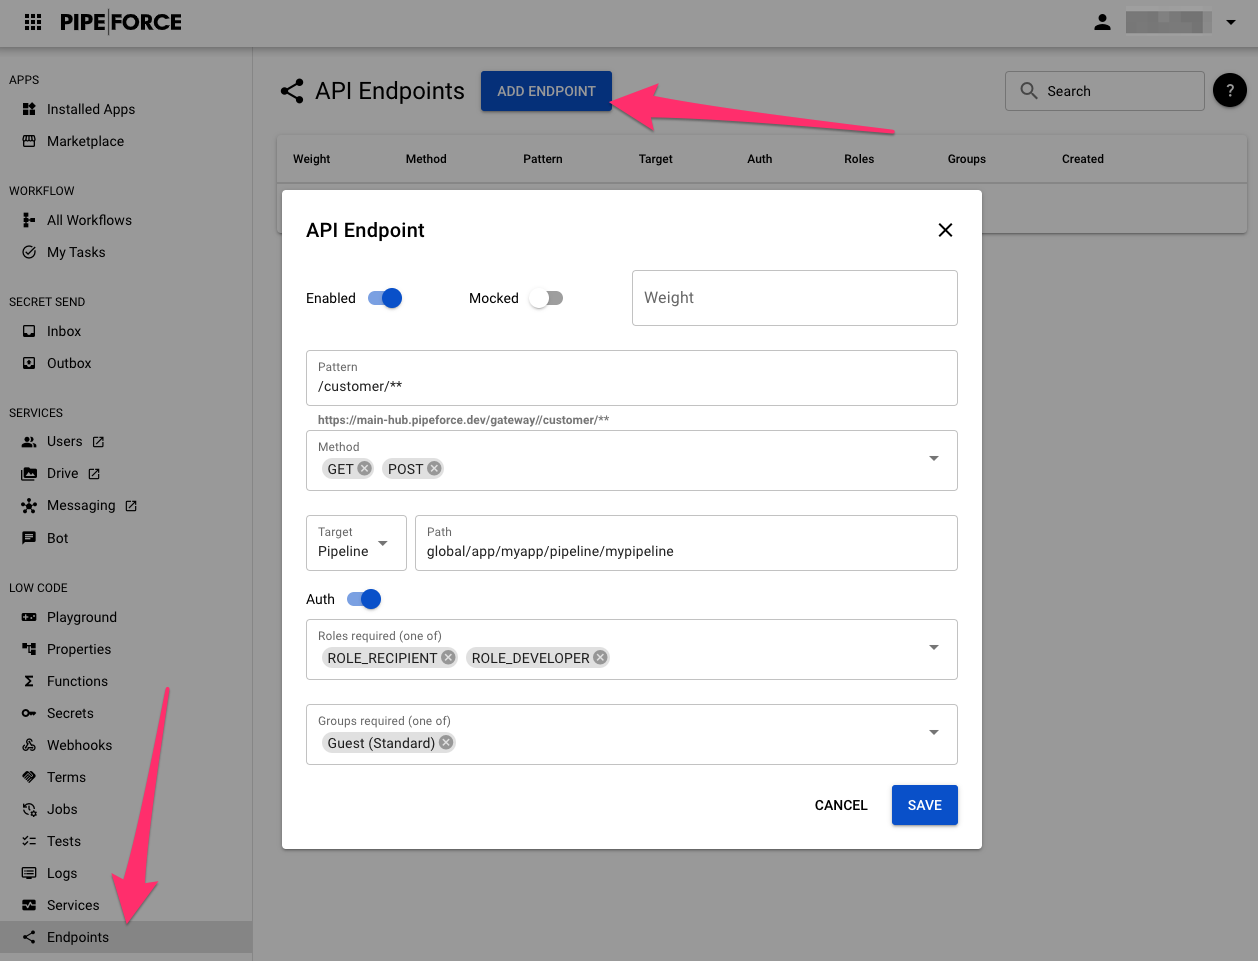 PIPEFORCE
APPS
Installed Apps
Marketplace
WORKFLOW
All Workflows
My Tasks
SECRET SEND
Inbox
Outbox
SERVICES
Users
Drive
Messaging
Bot
LOW CODE
Playground
Properties
Functions
Secrets
Webhooks
Terms
Jobs
Tests
Logs
Services
Endpoints
API Endpoints
ADD ENDPOINT
Search
?
Weight Method Pattern Target Auth Roles Groups Created
API Endpoint
Enabled Mocked Weight
Pattern
/customer/**
https://main-hub.pipeforce.dev/gateway//customer/**
Method
GET POST
Target Path
Pipeline global/app/myapp/pipeline/mypipeline
Auth
Roles required (one of)
ROLE_RECIPIENT ROLE_DEVELOPER
Groups required (one of)
Guest (Standard)
CANCEL SAVE